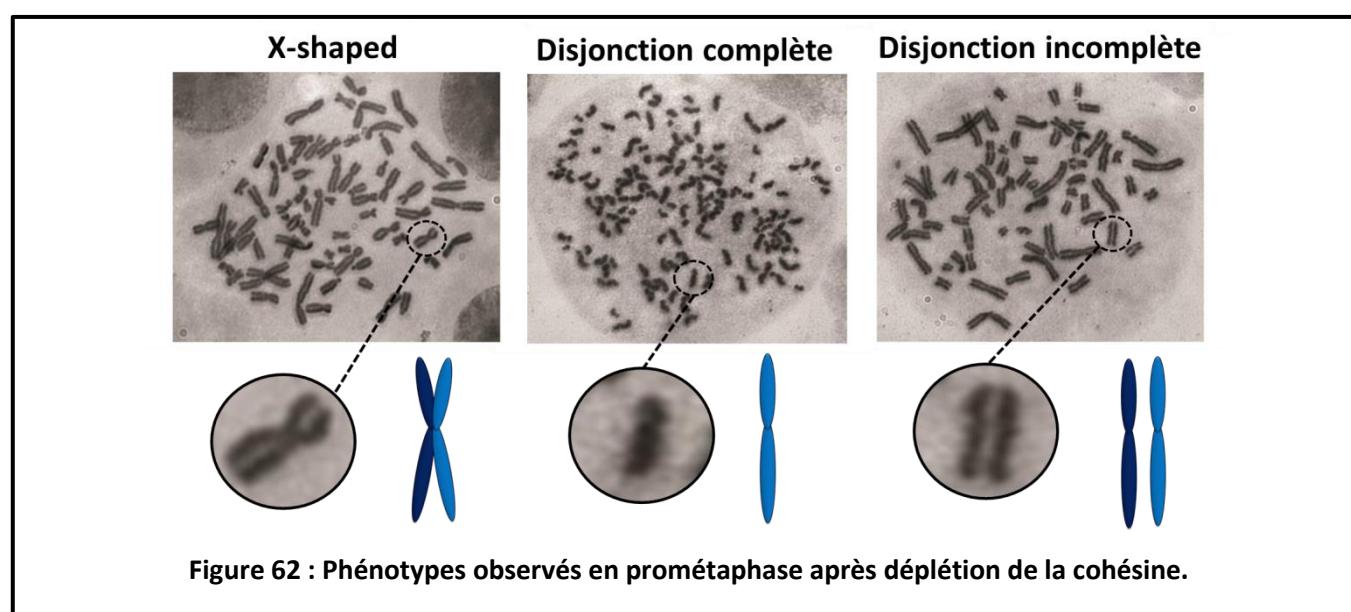 X-shaped
Disjonction complète
Disjonction incomplète
Figure 62 : Phénotypes observés en prométaphase après déplétion de la cohésine.